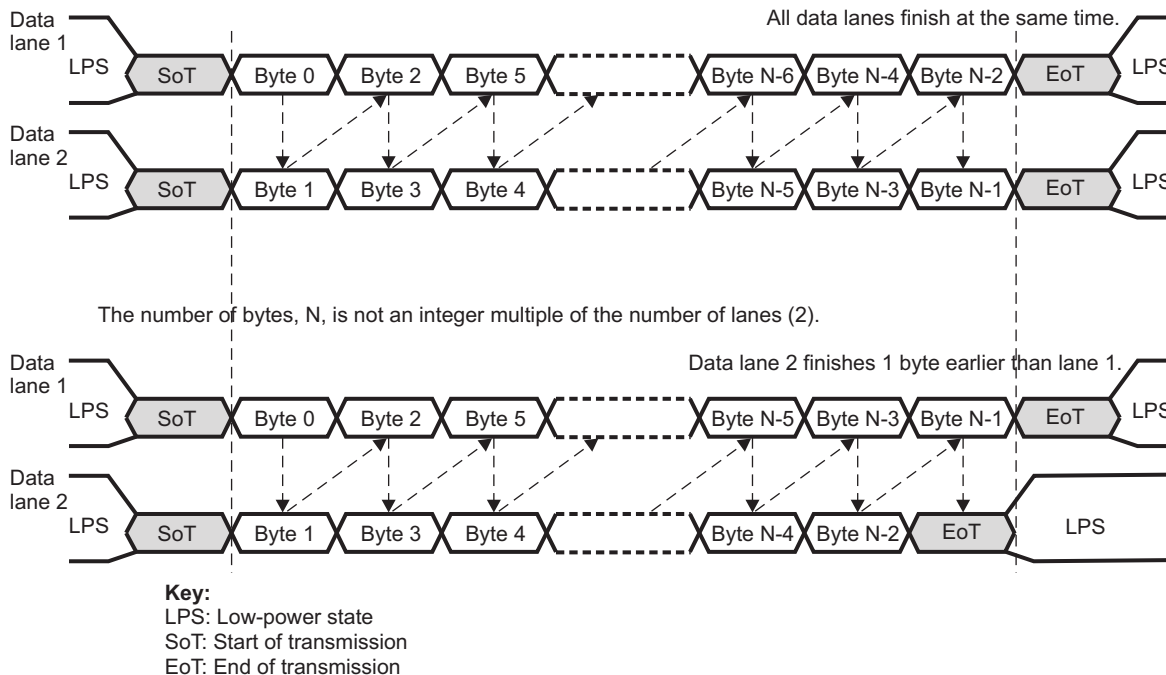 All data lanes finish at the same time.
Data
lane 1
LPS
SoT
Byte 0
Byte 2
Byte 5
Byte N-6
Byte N-4
Byte N-2
EoT
LPS
Data
lane 2
LPS
SoT
Byte 1
Byte 3
Byte 4
Byte N-5
Byte N-3
Byte N-1
EoT
LPS
The number of bytes, N, is not an integer multiple of the number of lanes (2).
Data lane 2 finishes 1 byte earlier than lane 1.
Data
lane 1
LPS
SoT
Byte 0
Byte 2
Byte 5
Byte N-5
Byte N-3
Byte N-1
EoT
LPS
Data
lane 2
LPS
SoT
Byte 1
Byte 3
Byte 4
Byte N-4
Byte N-2
EoT
LPS
Key:
LPS: Low-power state
SoT: Start of transmission
EoT: End of transmission